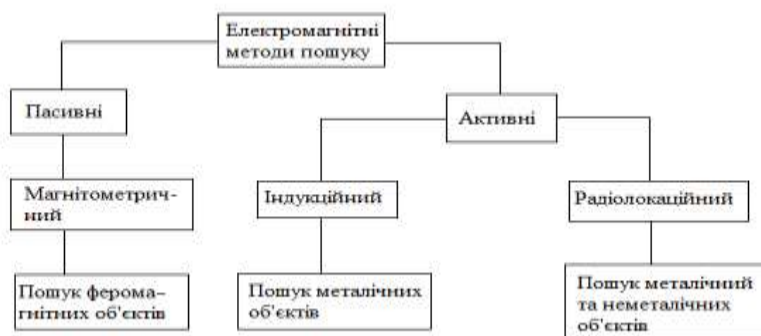 Електромагнітні
методи пошуку
Пасивні
Активні
Магнітометрич-
ний
Індукційний
Радіолокаційний
Пошук ферома-
гнітних об'єктів
Пошук металічних
об'єктів
Пошук металічний
та неметалічних
об'єктів